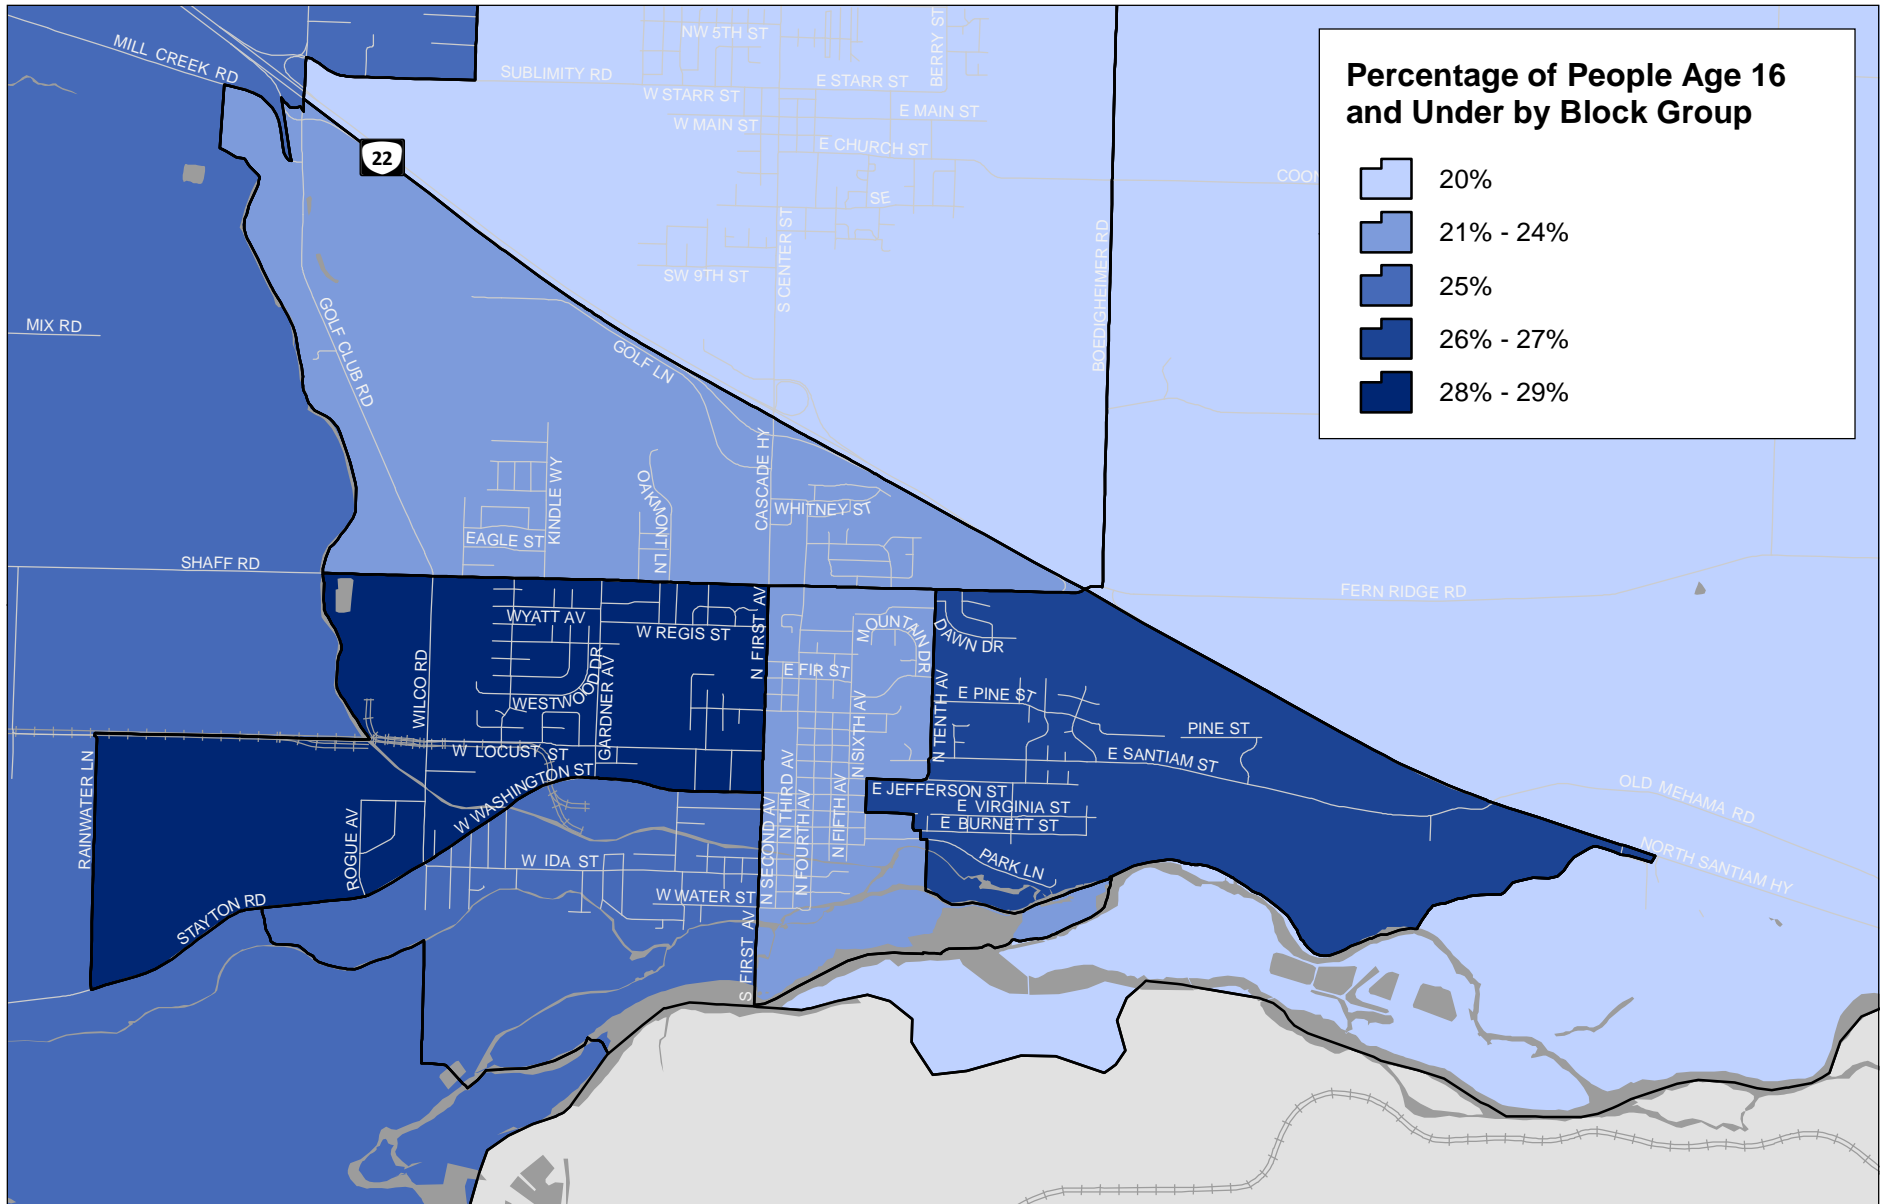 MILL CREEK RD
NW 5TH ST
BERRY ST
SUBLIMITY RD
E STARR ST
W STARR ST
E MAIN ST
W MAIN ST
E CHURCH ST
22
SE
COON
S CENTER ST
SW 9TH ST
BOEDIGHEIMER RD
Percentage of People Age 16
and Under by Block Group
20%
21% - 24%
25%
26% - 27%
28% - 29%
MIX RD
GOLF CLUB RD
GOLF LN
CASCADE HY
KINDLE WY
OAKMONT LN
WHITNEY ST
EAGLE ST
SHAFF RD
FERN RIDGE RD
WYATT AV
W REGIS ST
N FIRST AV
MOUNTAIN DR
DAWN DR
E FIR ST
WILCO RD
WESTWOOD DR
GARDNER AV
N SIXTH AV
N TENTH AV
E PINE ST
PINE ST
W LOCUST ST
E SANTIAM ST
W WASHINGTON ST
RAINWATER LN
ROGUE AV
N SECOND AV
N THIRD AV
N FOURTH AV
N FIFTH AV
E JEFFERSON ST
E VIRGINIA ST
E BURNETT ST
OLD MEHAMA RD
NORTH SANTIAM HY
W IDA ST
PARK LN
W WATER ST
STAYTON RD
S FIRST AV